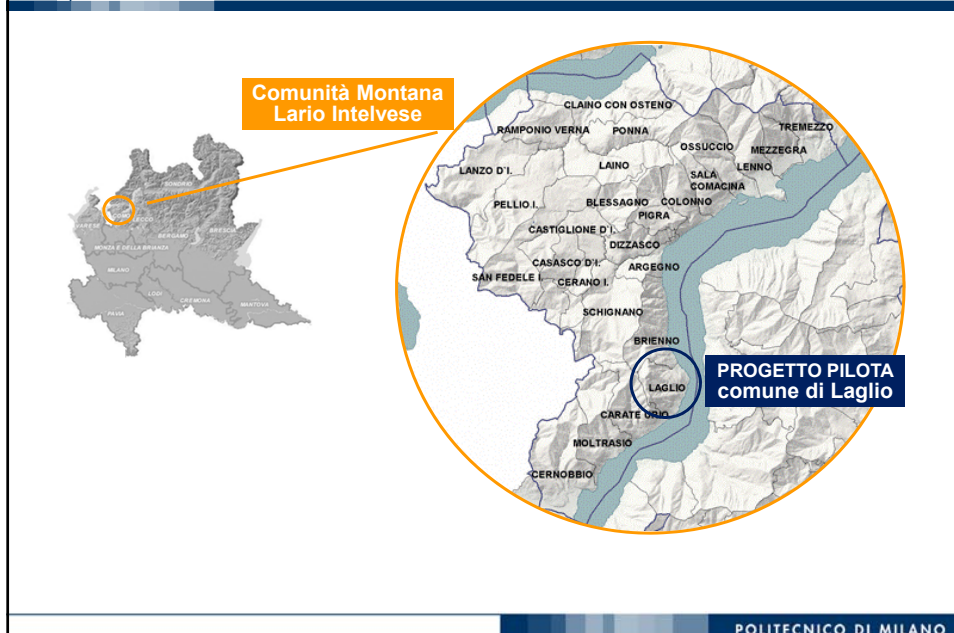 Comunità Montana
Lario Intelvese
SONDRIO
COMO
LECCO
VARESE
BERGAMO
BRESCIA
MONZA E DELLA BRIANZA
MILANO
LODI
CREMONA
MANTOVA
PAVIA
CLAINO CON OSTENO
RAMPONIO VERNA
PONNA
TREMEZZO
OSSUCCIO
MEZZEGRA
LANZO D'I.
LAINO
LENNO
SALA
COMACINA
PELLIO I.
BLESSAGNO
COLONNO
PIGRA
CASTIGLIONE D'I.
DIZZASCO
CASASCO D'I.
ARGEGNO
SAN FEDELE I.
CERANO I.
SCHIGNANO
BRIENNO
PROGETTO PILOTA
comune di Laglio
LAGLIO
CARATE URIO
MOLTRASIO
CERNOBBIO
POLITECNICO DI MILANO